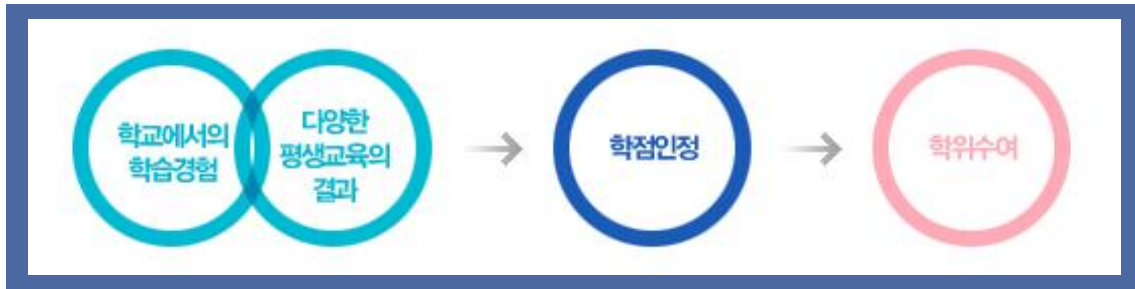 학교에서의
학습경험
다양한
평생교육의
결과
학점인정
학위수여